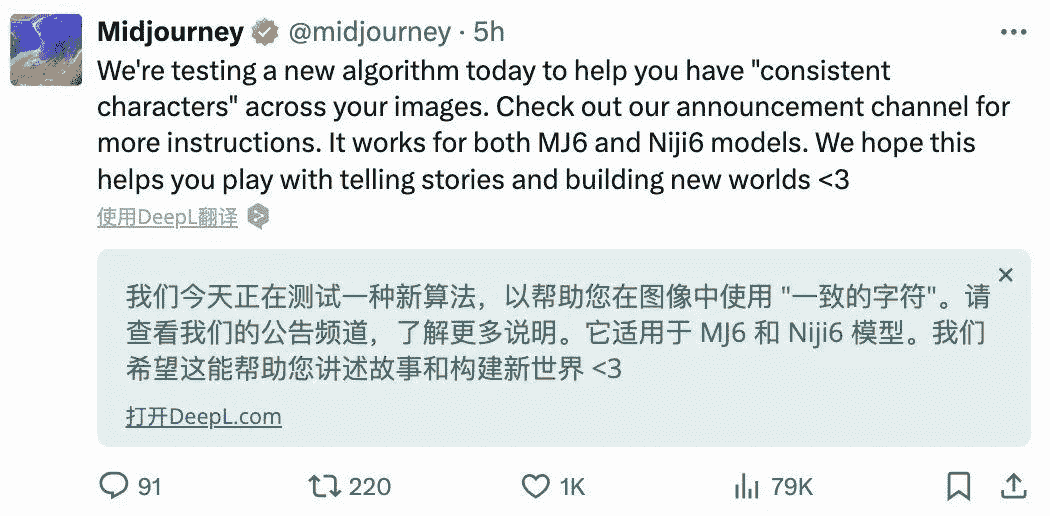 Midjourney @midjourney · 5h
We're testing a new algorithm today to help you have "consistent
characters" across your images. Check out our announcement channel for
more instructions. It works for both MJ6 and Niji6 models. We hope this
helps you play with telling stories and building new worlds <3
使用DeepL翻译
我们今天正在测试一种新算法，以帮助您在图像中使用 "一致的字符"。请
查看我们的公告频道，了解更多说明。它适用于 MJ6 和 Niji6 模型。我们
希望这能帮助您讲述故事和构建新世界 <3
打开DeepL.com
91 220 1K 79K